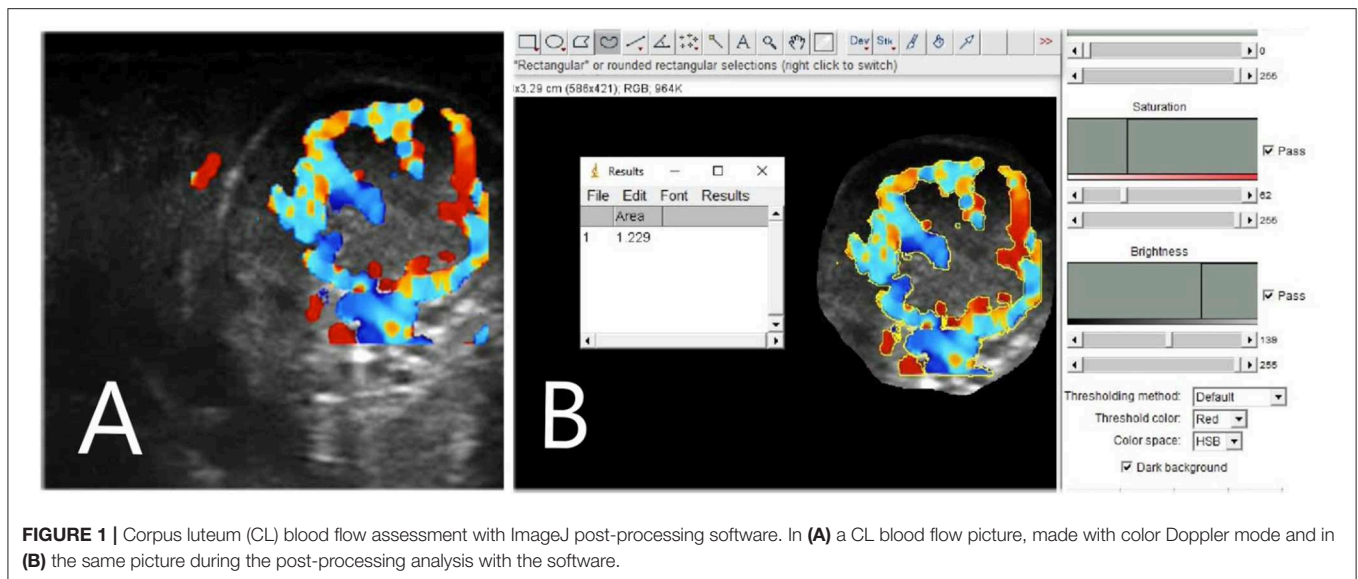 A
Dev
Stk
A
>>
"Rectangular" or rounded rectangular selections (right click to switch)
x3.29 cm (586x421); RGB; 964K
Results
File Edit Font Results
Area
1 1.229
B
0
255
Saturation
Pass
62
255
Brightness
Pass
139
255
Thresholding method: Default
Threshold color: Red
Color space: HSB
Dark background
FIGURE 1 | Corpus luteum (CL) blood flow assessment with ImageJ post-processing software. In (A) a CL blood flow picture, made with color Doppler mode and in
(B) the same picture during the post-processing analysis with the software.